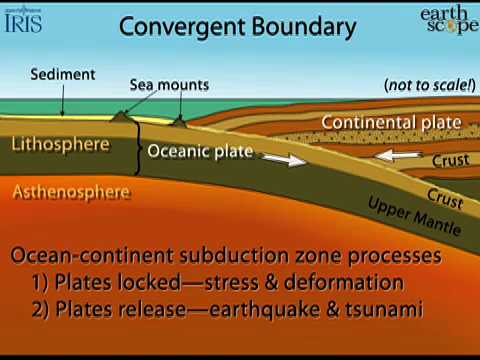 IRIS
Convergent Boundary
earth
scope
Sediment
Sea mounts
(not to scale!)
Continental plate
Lithosphere
Oceanic plate
Crust
Asthenosphere
Crust
Upper Mantle
Ocean-continent subduction zone processes
1) Plates locked—stress & deformation
2) Plates release—earthquake & tsunami